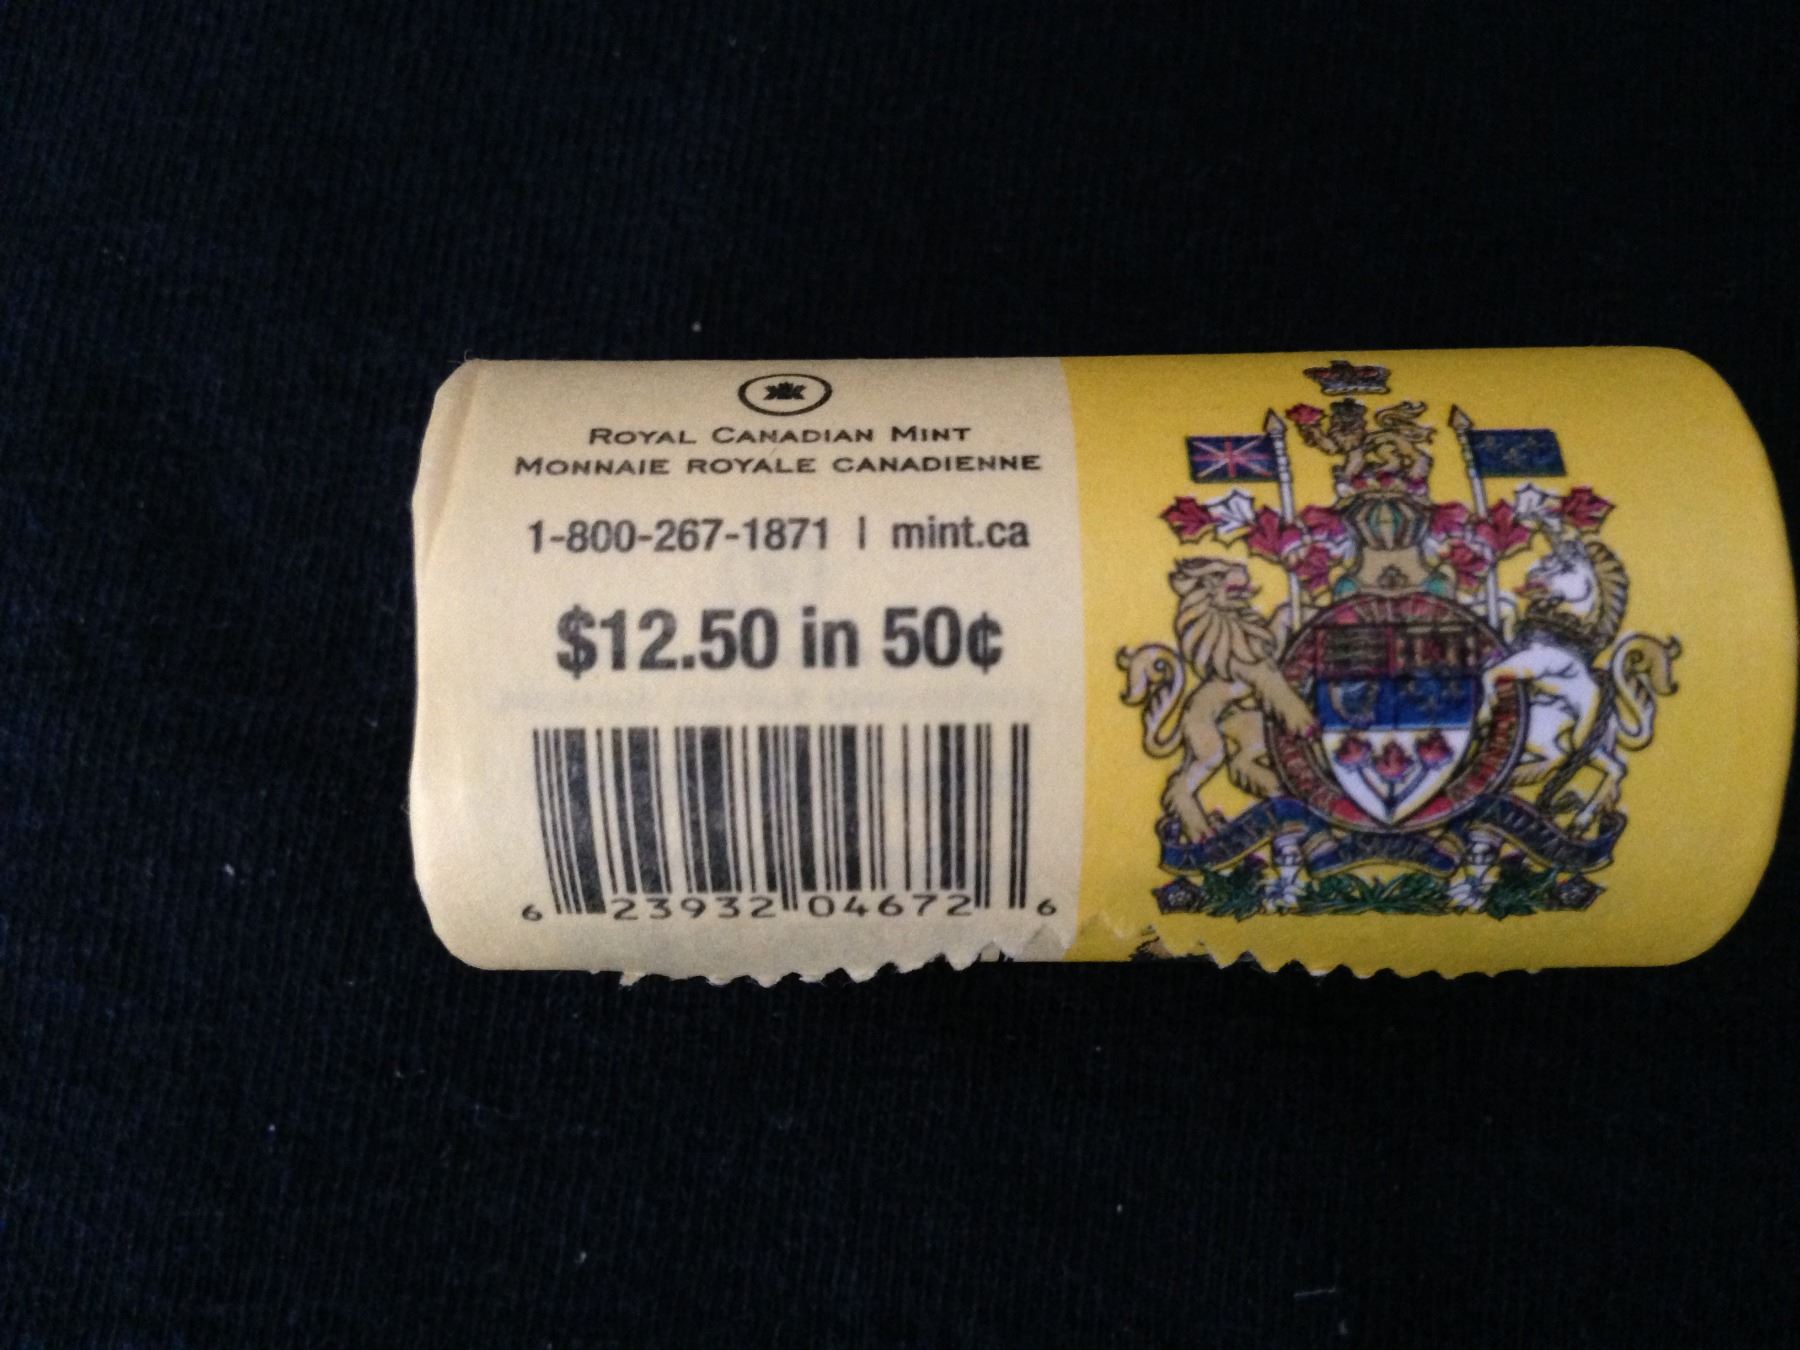 ROYAL CANADIAN MINT
MONNAIE ROYALE CANADIENNE
1-800-267-1871 | mint.ca
$12.50 in 50¢
6 23932 04672 6